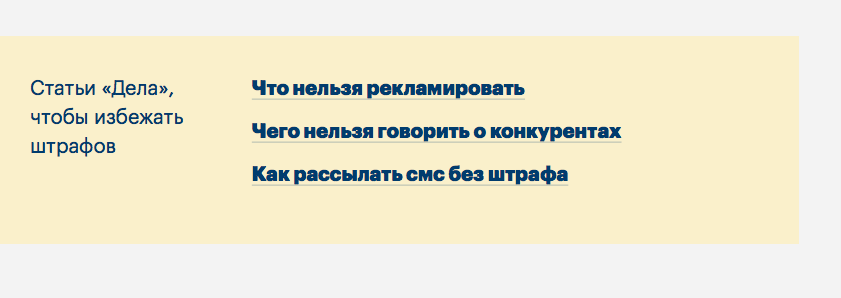 Статьи «Дела»,
чтобы избежать
штрафов
Что нельзя рекламировать
Чего нельзя говорить о конкурентах
Как рассылать смс без штрафа